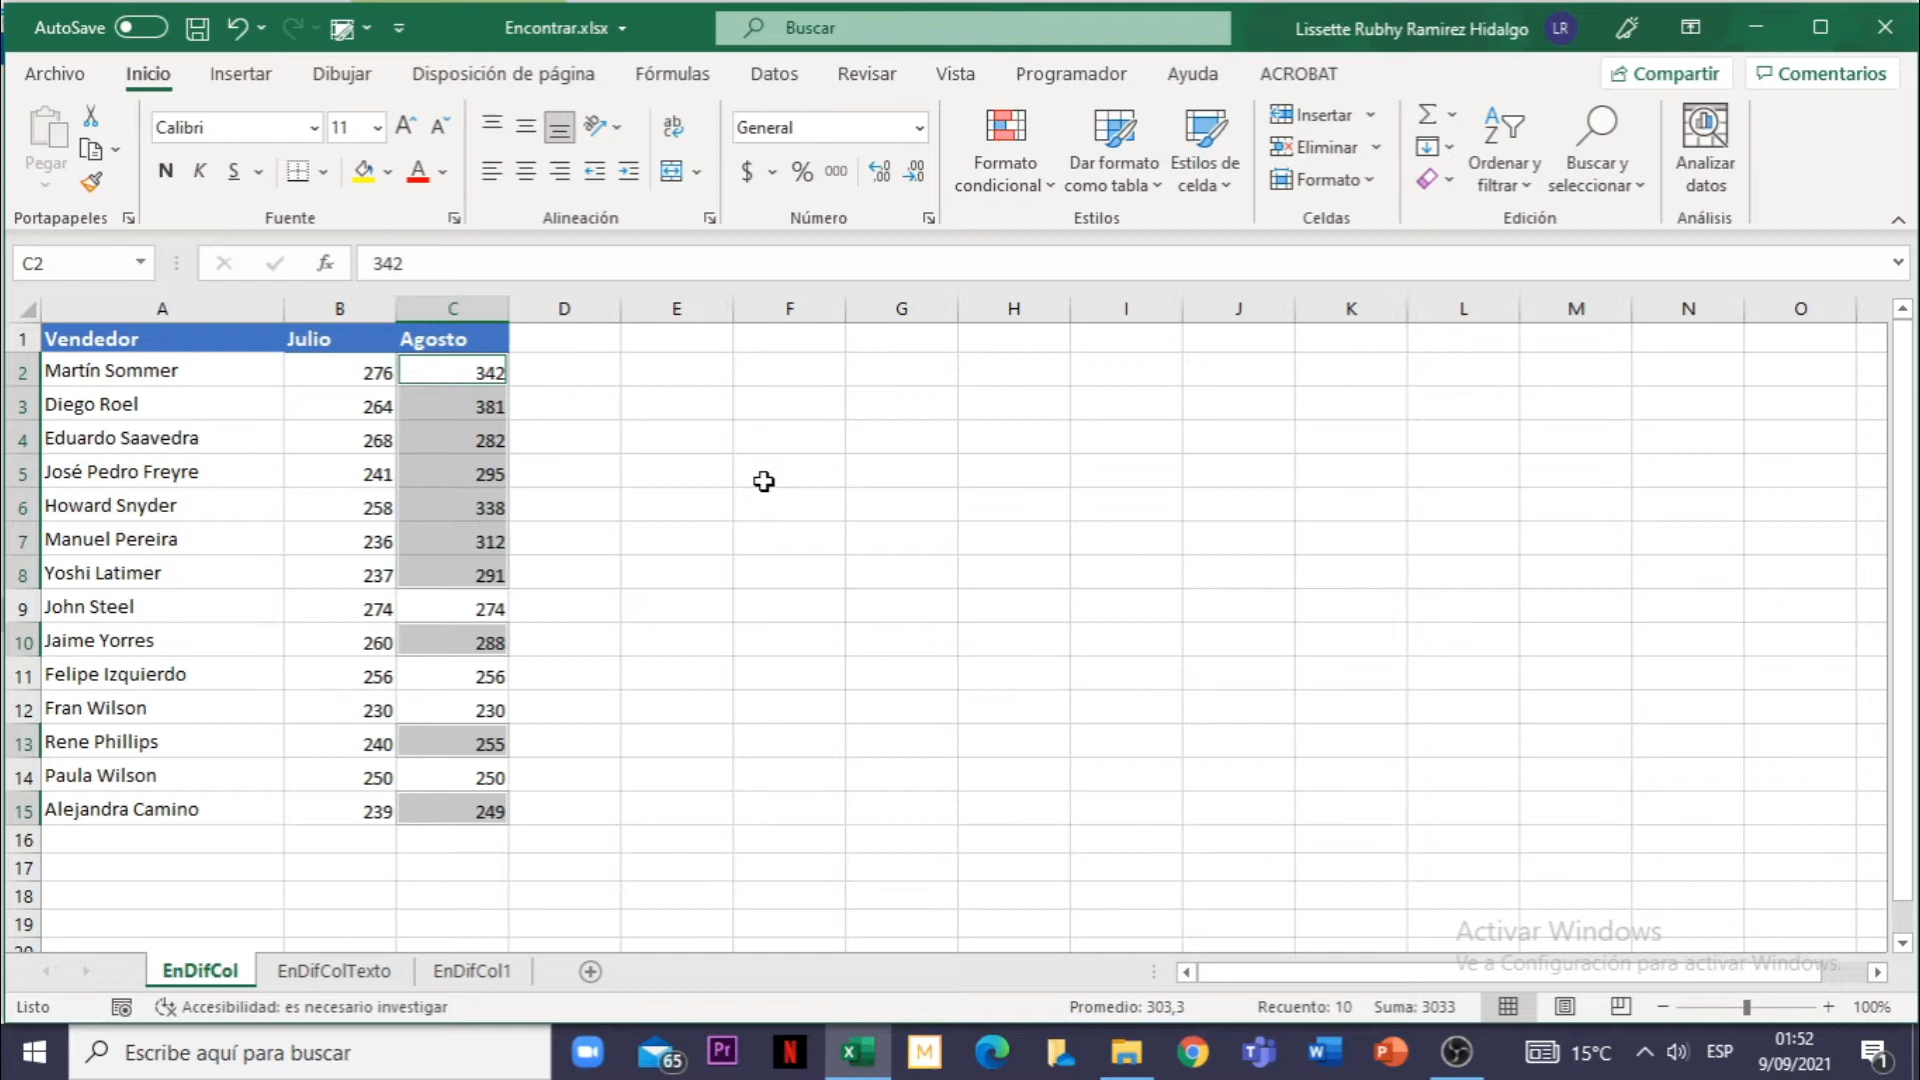 AutoSave
Encontrar.xlsx
Buscar
Lissette Rubhy Ramirez Hidalgo
LR
Archivo Inicio Insertar Dibujar Disposición de página Fórmulas Datos Revisar Vista Programador Ayuda ACROBAT
Compartir
Comentarios
Pegar
Calibri 11
N K S
General
$ % 000
Formato condicional
Dar formato como tabla
Estilos de celda
Insertar
Eliminar
Formato
Ordenar y filtrar
Buscar y seleccionar
Analizar datos
Portapapeles Fuente Alineación Número Estilos Celdas Edición Análisis
C2 fx 342
A B C D E F G H I J K L M N O
1 Vendedor Julio Agosto
2 Martín Sommer 276 342
3 Diego Roel 264 381
4 Eduardo Saavedra 268 282
5 José Pedro Freyre 241 295
6 Howard Snyder 258 338
7 Manuel Pereira 236 312
8 Yoshi Latimer 237 291
9 John Steel 274 274
10 Jaime Yorres 260 288
11 Felipe Izquierdo 256 256
12 Fran Wilson 230 230
13 Rene Phillips 240 255
14 Paula Wilson 250 250
15 Alejandra Camino 239 249
16
17
18
19
20
Activar Windows
Ve a Configuración para activar Windows.
EnDifCol EnDifColTexto EnDifCol1
Listo Accesibilidad: es necesario investigar Promedio: 303,3 Recuento: 10 Suma: 3033 100%
Escribe aquí para buscar
65
Pr
N
M
15°C
ESP
01:52
9/09/2021
1